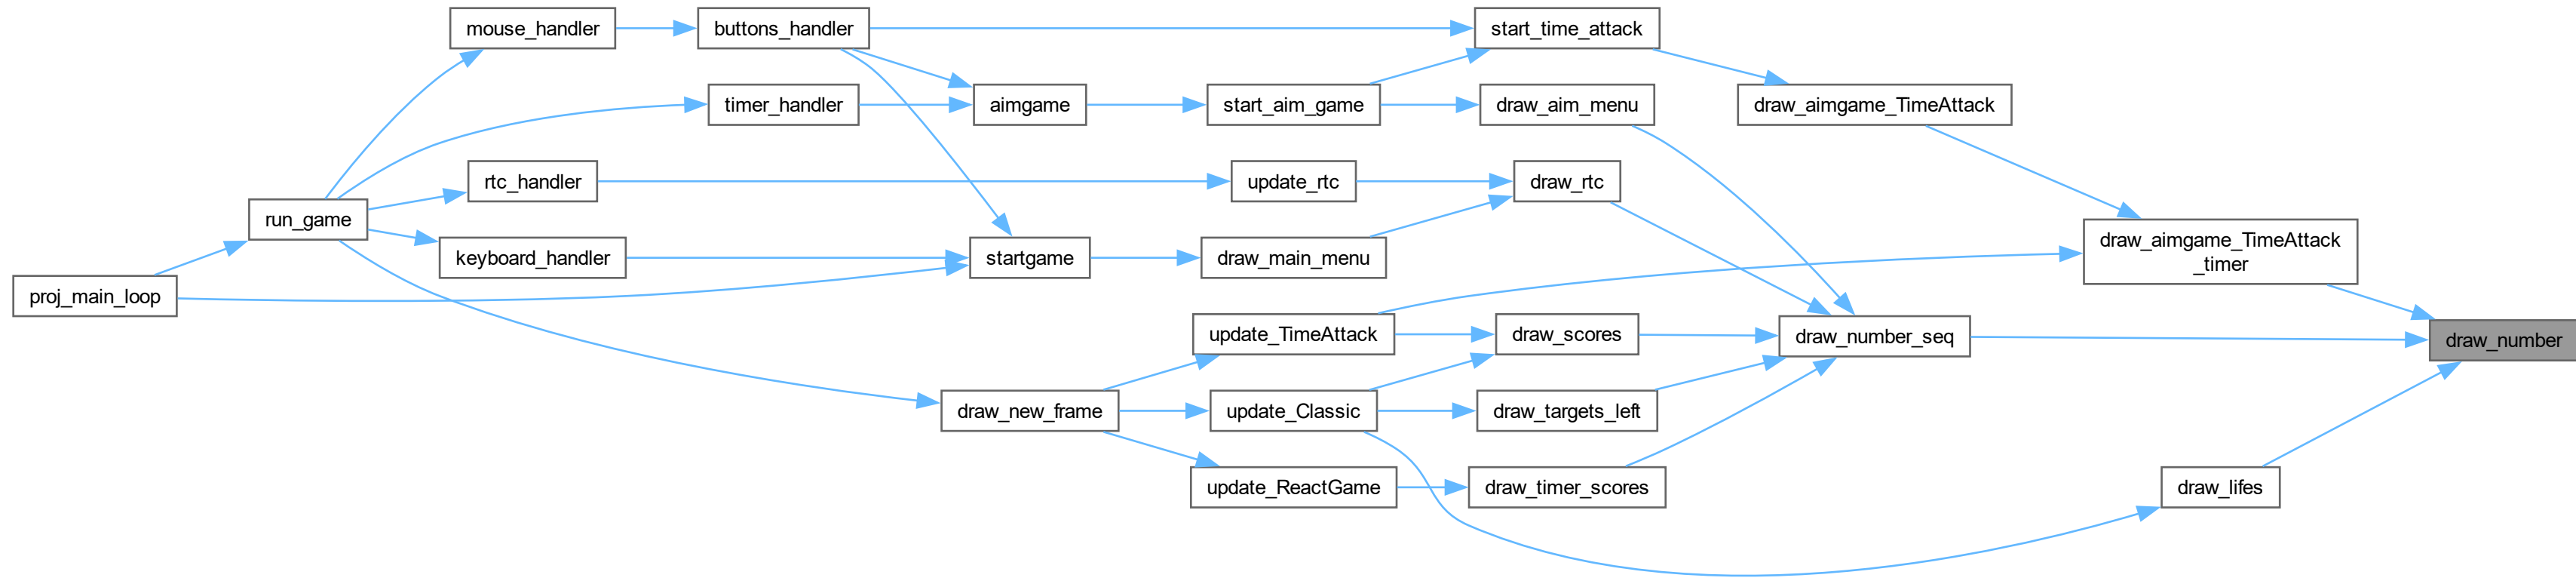 mouse_handler
buttons_handler
start_time_attack
timer_handler
aimgame
start_aim_game
draw_aim_menu
draw_aimgame_TimeAttack
rtc_handler
update_rtc
draw_rtc
run_game
keyboard_handler
startgame
draw_main_menu
draw_aimgame_TimeAttack
_timer
proj_main_loop
update_TimeAttack
draw_scores
draw_number_seq
draw_number
draw_new_frame
update_Classic
draw_targets_left
update_ReactGame
draw_timer_scores
draw_lifes